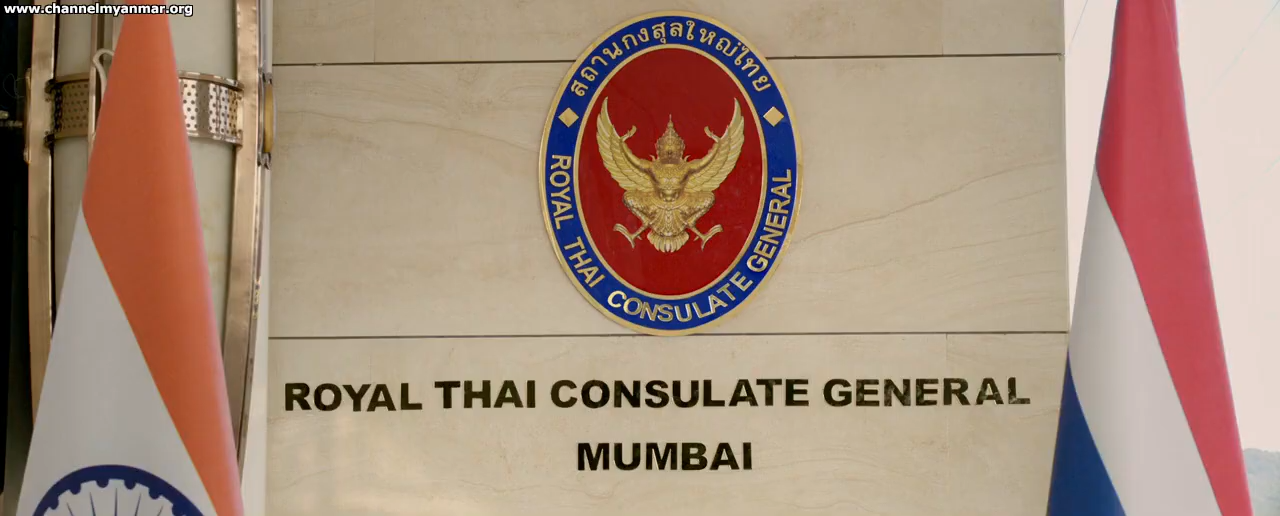 www.channelmyanmar.org
สถานกงสุลใหญ่ไทย
ROYAL THAI CONSULATE GENERAL
ROYAL THAI CONSULATE GENERAL
MUMBAI